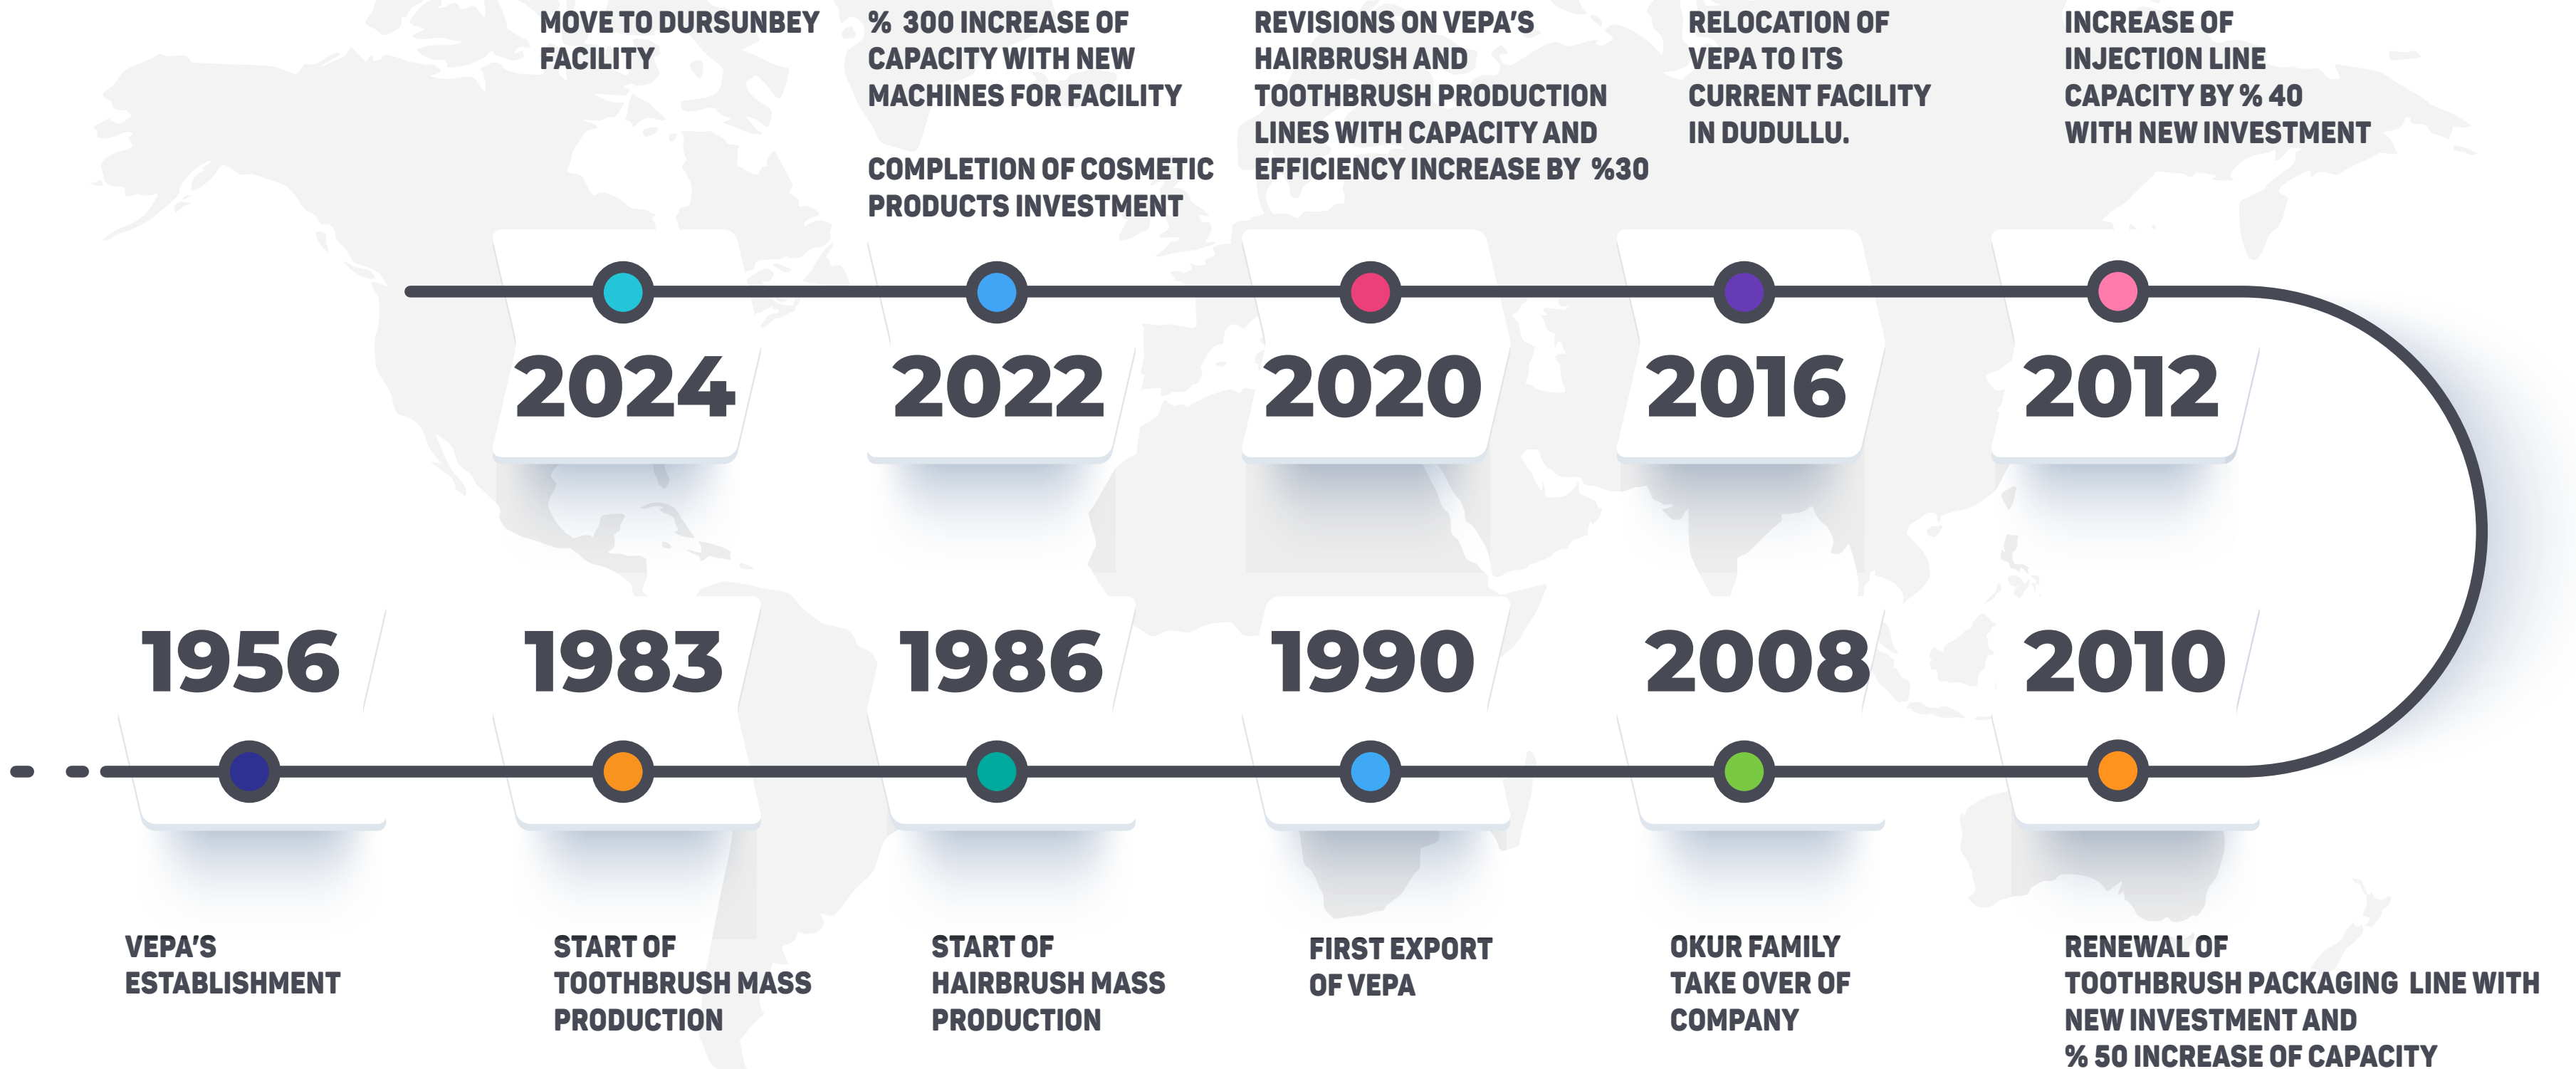 MOVE TO DURSUNBEY
FACILITY
% 300 INCREASE OF
CAPACITY WITH NEW
MACHINES FOR FACILITY
COMPLETION OF COSMETIC
PRODUCTS INVESTMENT
REVISIONS ON VEPA’S
HAIRBRUSH AND
TOOTHBRUSH PRODUCTION
LINES WITH CAPACITY AND
EFFICIENCY INCREASE BY %30
RELOCATION OF
VEPA TO ITS
CURRENT FACILITY
IN DUDULLU.
INCREASE OF
INJECTION LINE
CAPACITY BY % 40
WITH NEW INVESTMENT
2024
2022
2020
2016
2012
1956
1983
1986
1990
2008
2010
VEPA’S
ESTABLISHMENT
START OF
TOOTHBRUSH MASS
PRODUCTION
START OF
HAIRBRUSH MASS
PRODUCTION
FIRST EXPORT
OF VEPA
OKUR FAMILY
TAKE OVER OF
COMPANY
RENEWAL OF
TOOTHBRUSH PACKAGING LINE WITH
NEW INVESTMENT AND
% 50 INCREASE OF CAPACITY